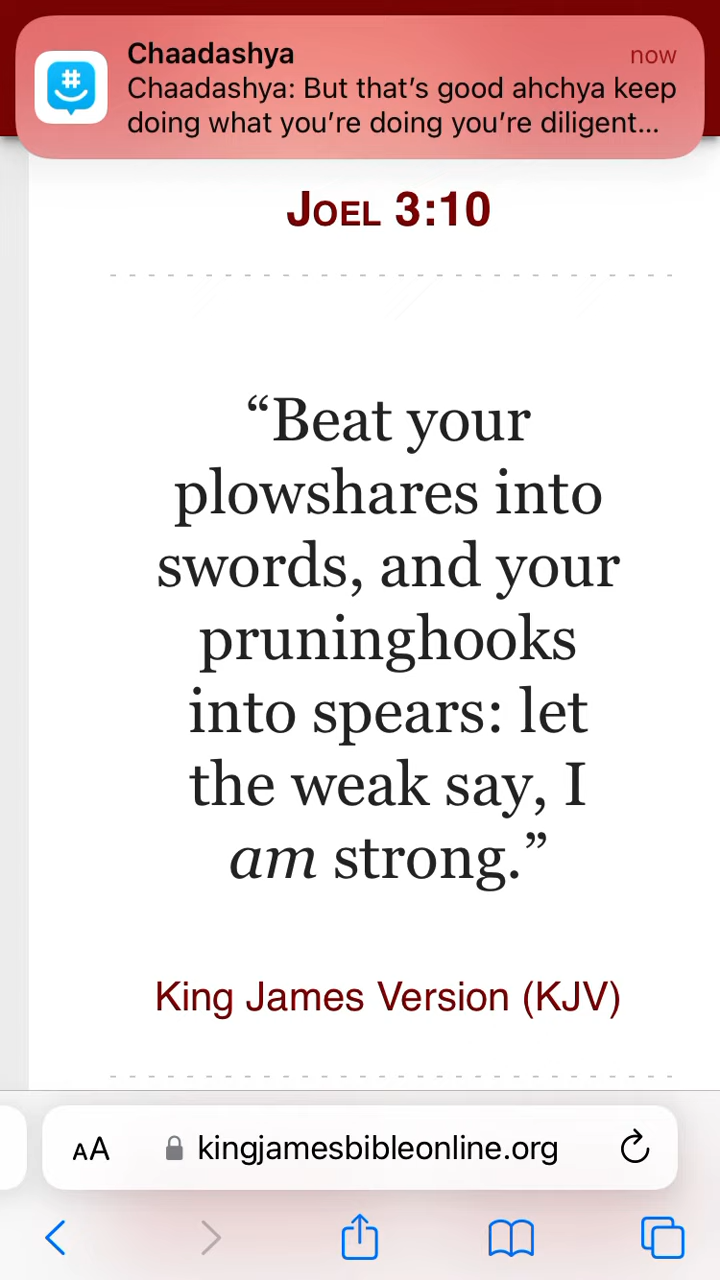 Chaadashya
now
Chaadashya: But that’s good ahchya keep
doing what you’re doing you’re diligent...
JOEL 3:10
“Beat your
plowshares into
swords, and your
pruninghooks
into spears: let
the weak say, I
am strong.”
King James Version (KJV)
AA
kingjamesbibleonline.org